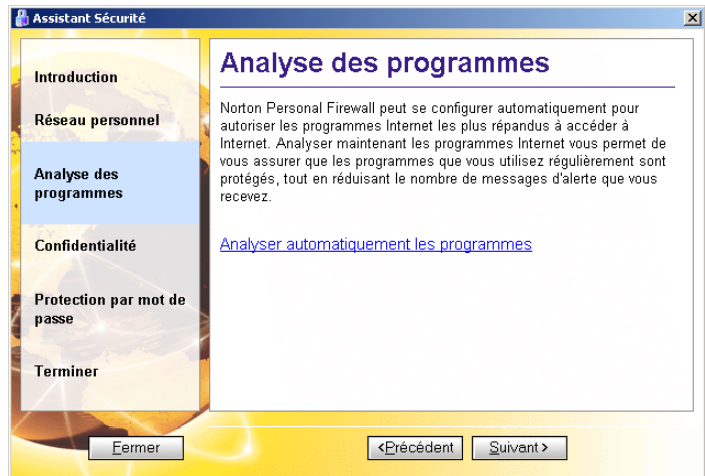 Assistant Sécurité
Introduction
Réseau personnel
Analyse des
programmes
Confidentialité
Protection par mot de
passe
Terminer
Analyse des programmes
Norton Personal Firewall peut se configurer automatiquement pour
autoriser les programmes Internet les plus répandus à accéder à
Internet. Analyser maintenant les programmes Internet vous permet de
vous assurer que les programmes que vous utilisez régulièrement sont
protégés, tout en réduisant le nombre de messages d'alerte que vous
recevez.
Analyser automatiquement les programmes
Fermer
<Précédent
Suivant>